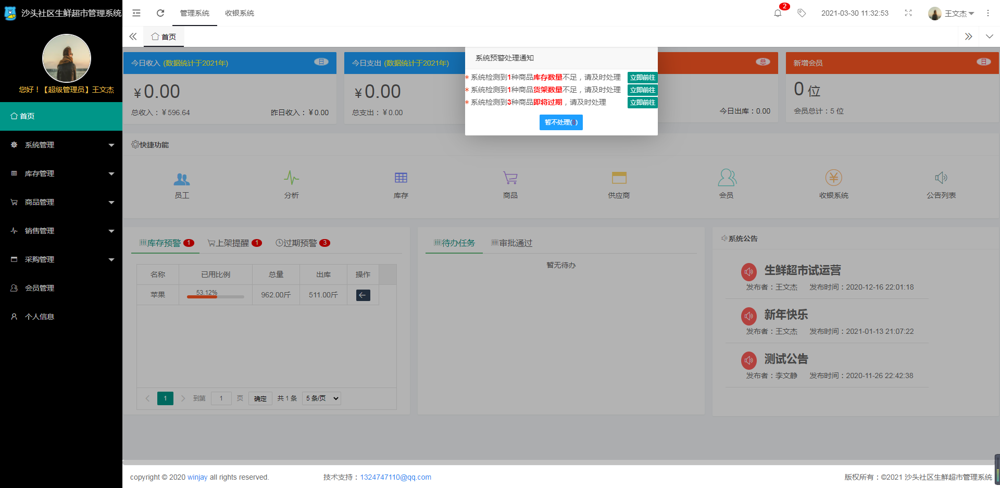 沙头社区生鲜超市管理系统
管理系统
收银系统
2
2021-03-30 11:32:53
王文杰
首页
您好！【超级管理员】王文杰
首页
系统管理
库存管理
商品管理
销售管理
采购管理
会员管理
个人信息
今日收入 (数据统计于2021年)
日
¥ 0.00
总收入：¥ 596.64
昨日收入：¥ 0.00
今日支出 (数据统计于2021年)
¥ 0.00
总支出：¥ 0.00
总
今日出库：0.00
新增会员
日
0 位
会员总计：5 位
系统预警处理通知
* 系统检测到1种商品库存数量不足，请及时处理 立即前往
* 系统检测到1种商品货架数量不足，请及时处理 立即前往
* 系统检测到3种商品即将过期，请及时处理 立即前往
暂不处理
快捷功能
员工
分析
库存
商品
供应商
会员
收银系统
公告列表
库存预警 1
上架提醒 1
过期预警 3
名称 已用比例 总量 出库 操作
苹果 53.12% 962.00斤 511.00斤
1 到第 1 页 确定 共 1 条 5 条/页
待办任务
审批通过
暂无待办
系统公告
生鲜超市试运营
发布者：王文杰 发布时间：2020-12-16 22:01:18
新年快乐
发布者：王文杰 发布时间：2021-01-13 21:07:22
测试公告
发布者：李文静 发布时间：2020-11-26 22:42:38
copyright © 2020 winjay all rights reserved.
技术支持：1324747110@qq.com
版权所有：©2021 沙头社区生鲜超市管理系统